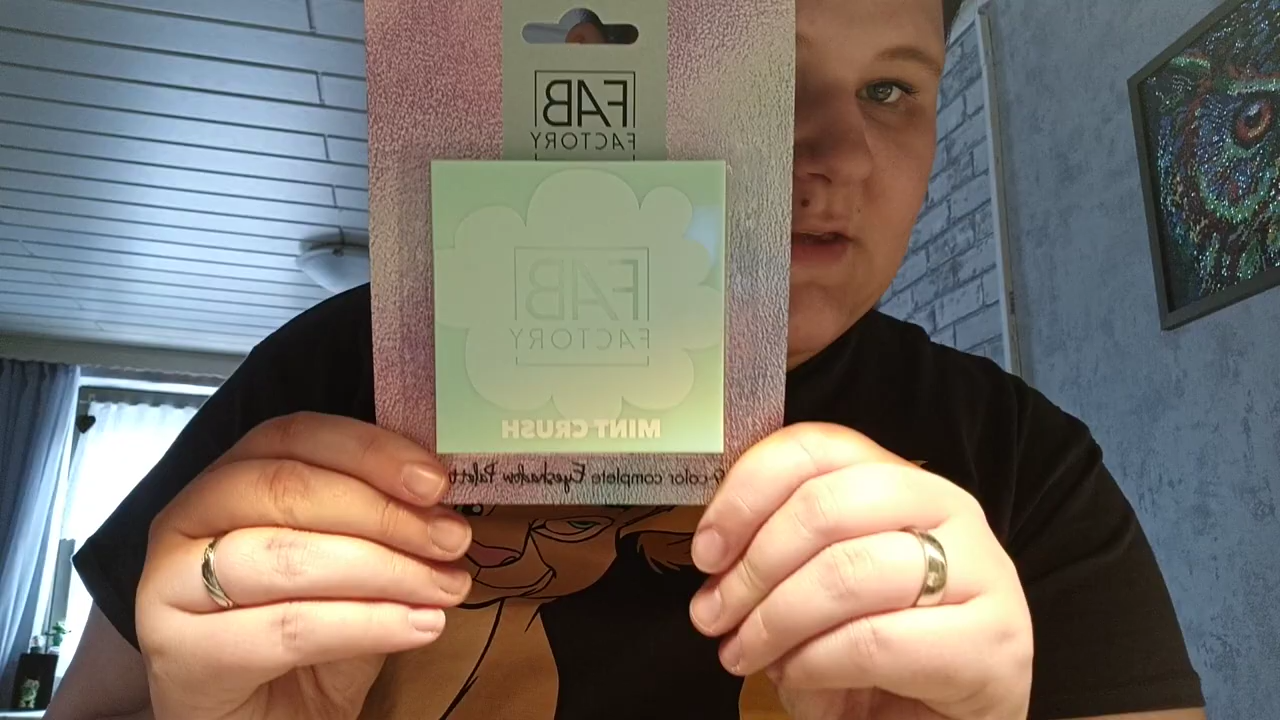 FAB
FACTORY
FAB
FACTORY
MINT CRUSH
color complete Eyeshadow